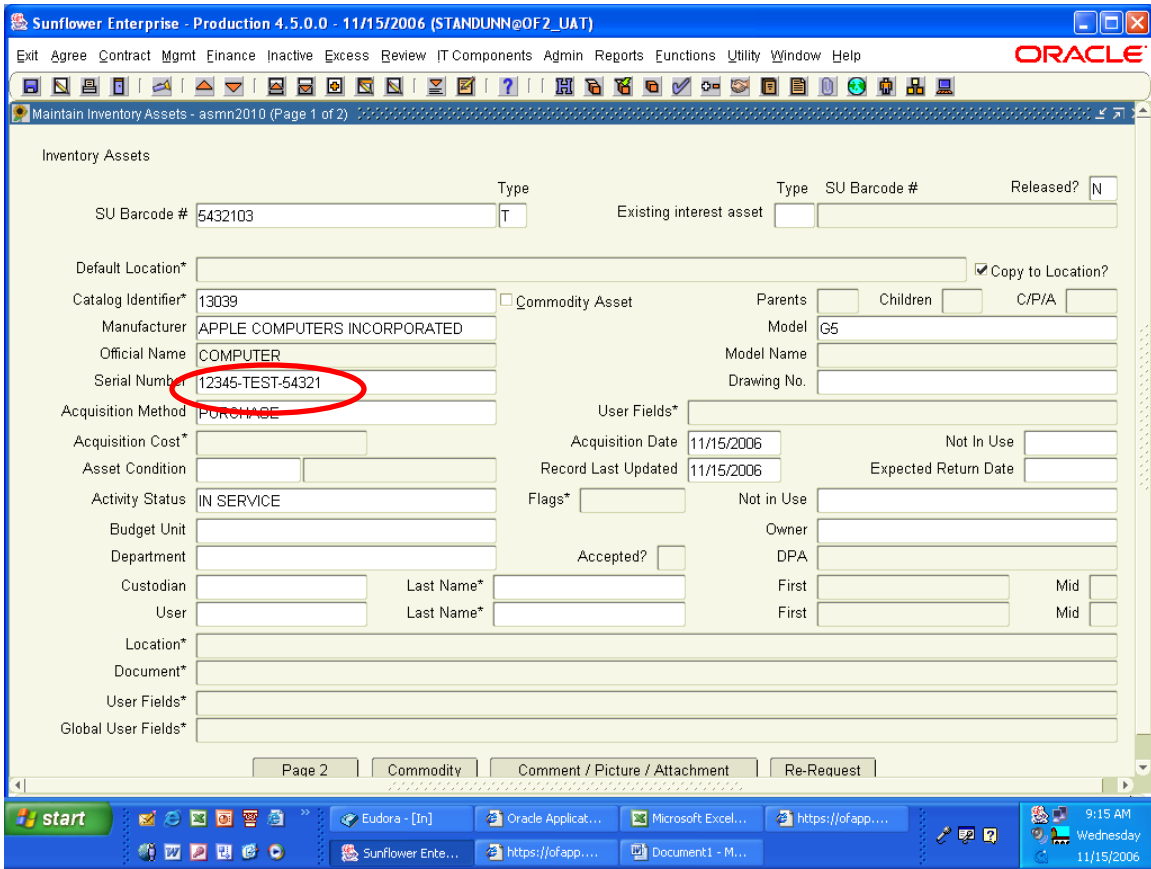 Sunflower Enterprise - Production 4.5.0.0 - 11/15/2006 (STANDUNN@OF2_UAT)
Exit Agree Contract Mgmt Finance Inactive Excess Review IT Components Admin Reports Functions Utility Window Help ORACLE
Maintain Inventory Assets - asmn2010 (Page 1 of 2)
Inventory Assets
Type Type SU Barcode # Released? N
SU Barcode # 5432103 T Existing interest asset
Default Location* Copy to Location?
Catalog Identifier* 13039 Commodity Asset Parents Children C/P/A
Manufacturer APPLE COMPUTERS INCORPORATED Model G5
Official Name COMPUTER Model Name
Serial Number 12345-TEST-54321 Drawing No.
Acquisition Method PURCHASE User Fields*
Acquisition Cost* Acquisition Date 11/15/2006 Not In Use
Asset Condition Record Last Updated 11/15/2006 Expected Return Date
Activity Status IN SERVICE Flags* Not in Use
Budget Unit Owner
Department Accepted? DPA
Custodian Last Name* First Mid
User Last Name* First Mid
Location*
Document*
User Fields*
Global User Fields*
Page 2 Commodity Comment / Picture / Attachment Re-Request
start Eudora - [In] Oracle Applicat... Microsoft Excel... https://ofapp.... 9:15 AM
Wednesday
Sunflower Ente... https://ofapp.... Document1 - M... 11/15/2006